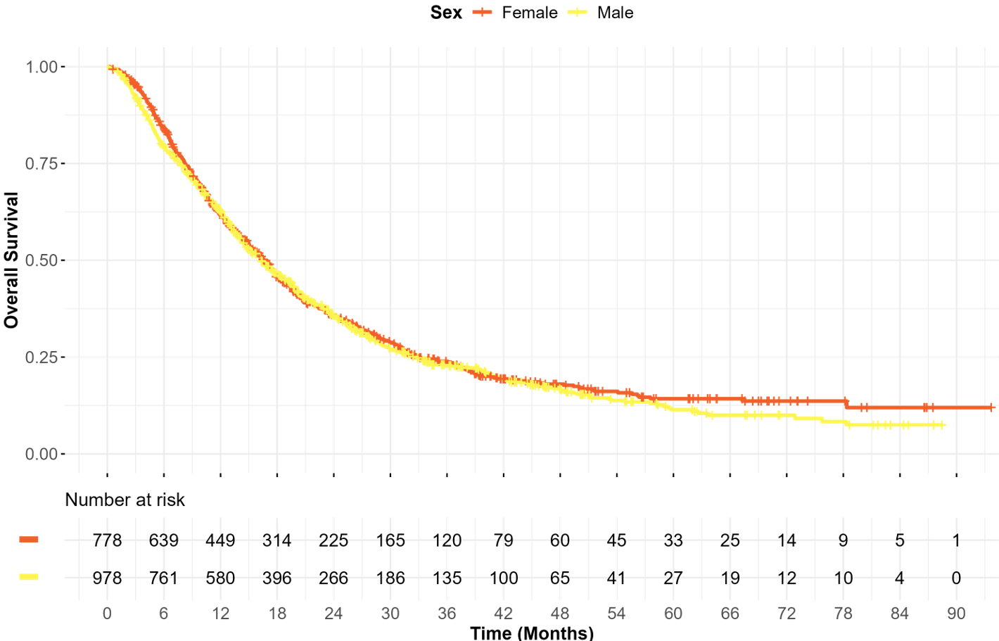 Sex Female Male
1.00
0.75
0.50
0.25
0.00
Overall Survival
Number at risk
778 639 449 314 225 165 120 79 60 45 33 25 14 9 5 1
978 761 580 396 266 186 135 100 65 41 27 19 12 10 4 0
0 6 12 18 24 30 36 42 48 54 60 66 72 78 84 90
Time (Months)